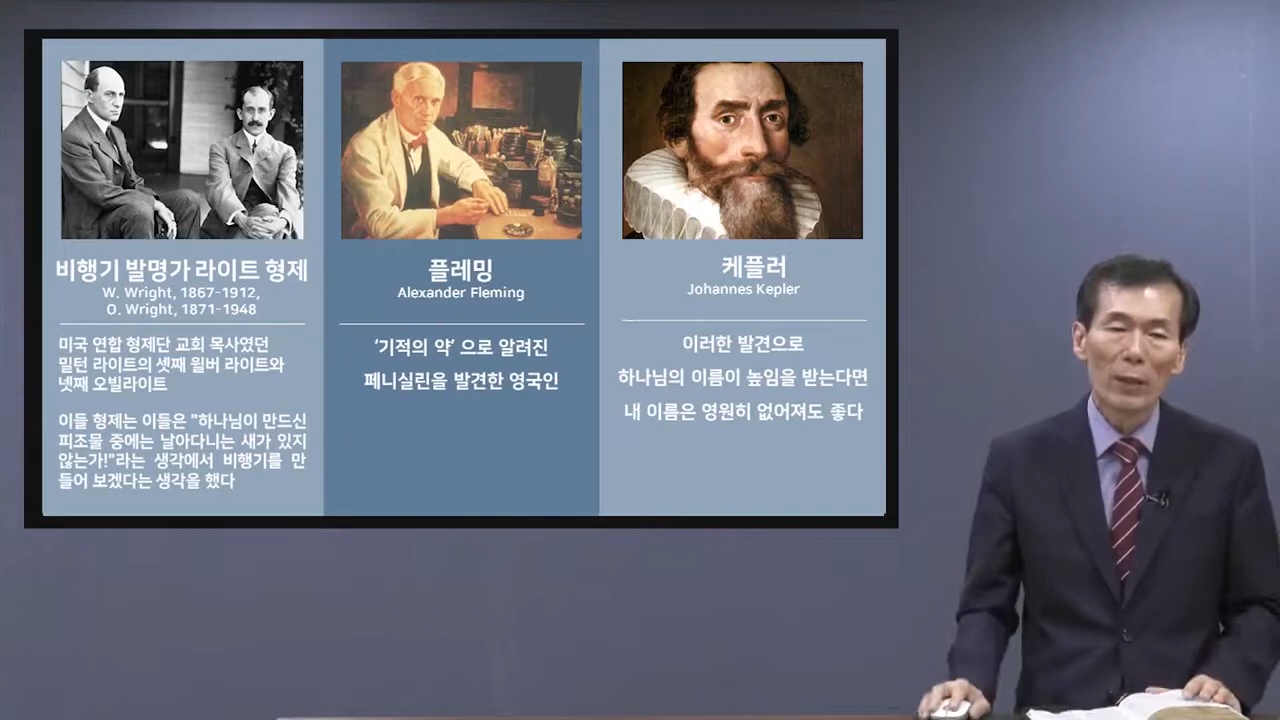 비행기 발명가 라이트 형제
W. Wright, 1867-1912,
O. Wright, 1871-1948
미국 연합 형제단 교회 목사였던
밀턴 라이트의 셋째 윌버 라이트와
넷째 오빌라이트
이들 형제는 이들은 "하나님이 만드신
피조물 중에는 날아다니는 새가 있지
않는가!"라는 생각에서 비행기를 만
들어 보겠다는 생각을 했다
플레밍
Alexander Fleming
‘기적의 약’ 으로 알려진
페니실린을 발견한 영국인
케플러
Johannes Kepler
이러한 발견으로
하나님의 이름이 높임을 받는다면
내 이름은 영원히 없어져도 좋다